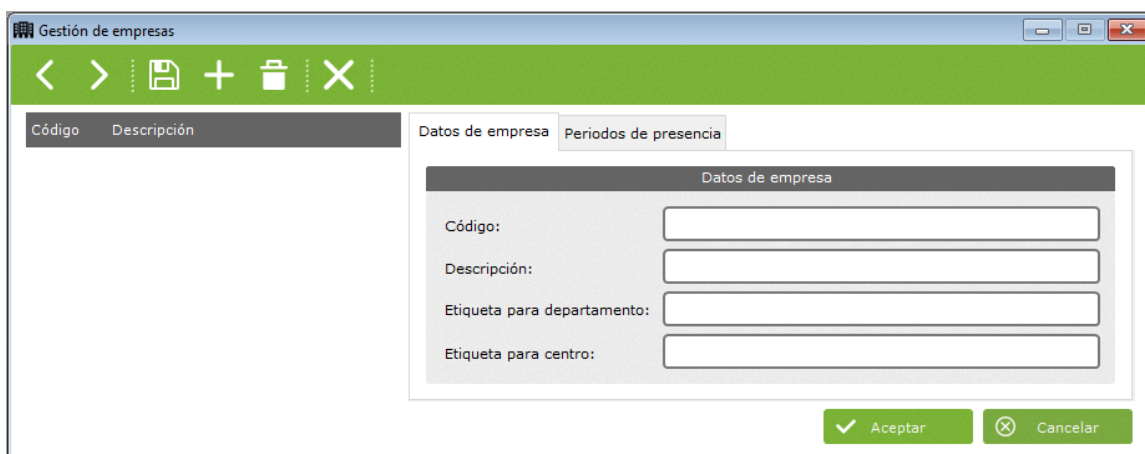 Gestión de empresas
Código Descripción
Datos de empresa Periodos de presencia
Datos de empresa
Código:
Descripción:
Etiqueta para departamento:
Etiqueta para centro:
Aceptar Cancelar